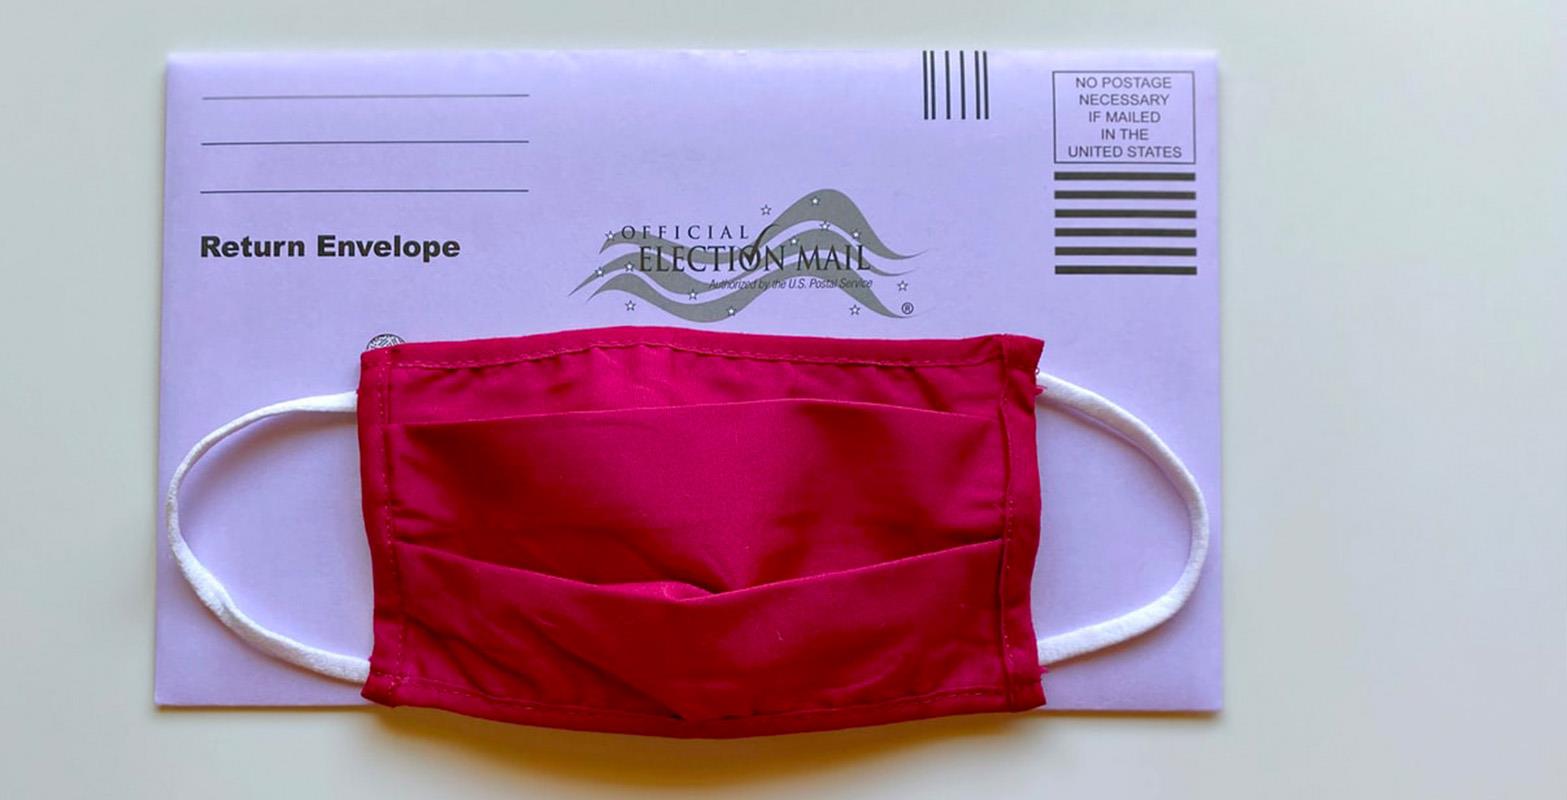 NO POSTAGE
NECESSARY
IF MAILED
IN THE
UNITED STATES
Return Envelope
OFFICIAL
ELECTION MAIL
Authorized by the U.S. Postal Service
®